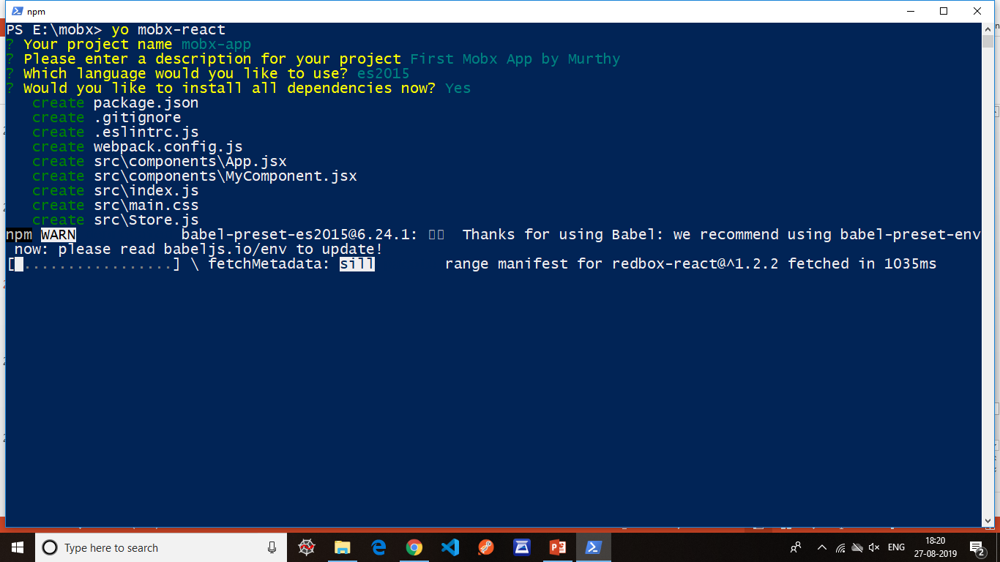 npm
PS E:\mobx> yo mobx-react
? Your project name mobx-app
? Please enter a description for your project First Mobx App by Murthy
? Which language would you like to use? es2015
? Would you like to install all dependencies now? Yes
create package.json
create .gitignore
create .eslintrc.js
create webpack.config.js
create src\components\App.jsx
create src\components\MyComponent.jsx
create src\index.js
create src\main.css
create src\Store.js
npm WARN babel-preset-es2015@6.24.1: Thanks for using Babel: we recommend using babel-preset-env
now: please read babeljs.io/env to update!
[ .................] \ fetchMetadata: sill range manifest for redbox-react@^1.2.2 fetched in 1035ms
Type here to search
ENG
18:20
27-08-2019
2